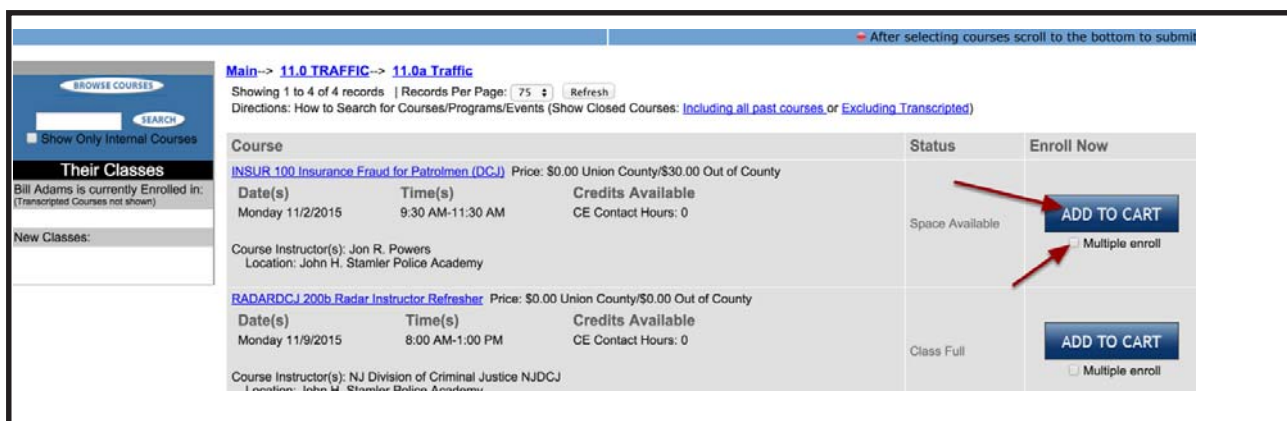 After selecting courses scroll to the bottom to submit
BROWSE COURSES
SEARCH
Show Only Internal Courses
Their Classes
Bill Adams is currently Enrolled in:
(Transcripted Courses not shown)
New Classes:
Main--> 11.0 TRAFFIC--> 11.0a Traffic
Showing 1 to 4 of 4 records | Records Per Page: 75 Refresh
Directions: How to Search for Courses/Programs/Events (Show Closed Courses: Including all past courses or Excluding Transcripted)
Course Status Enroll Now
INSUR 100 Insurance Fraud for Patrolmen (DCJ) Price: $0.00 Union County/$30.00 Out of County
Date(s) Time(s) Credits Available
Monday 11/2/2015 9:30 AM-11:30 AM CE Contact Hours: 0
Space Available
ADD TO CART
Multiple enroll
Course Instructor(s): Jon R. Powers
Location: John H. Stamler Police Academy
RADARDCJ 200b Radar Instructor Refresher Price: $0.00 Union County/$0.00 Out of County
Date(s) Time(s) Credits Available
Monday 11/9/2015 8:00 AM-1:00 PM CE Contact Hours: 0
Class Full
ADD TO CART
Multiple enroll
Course Instructor(s): NJ Division of Criminal Justice NJDCJ
Location: John H. Stamler Police Academy